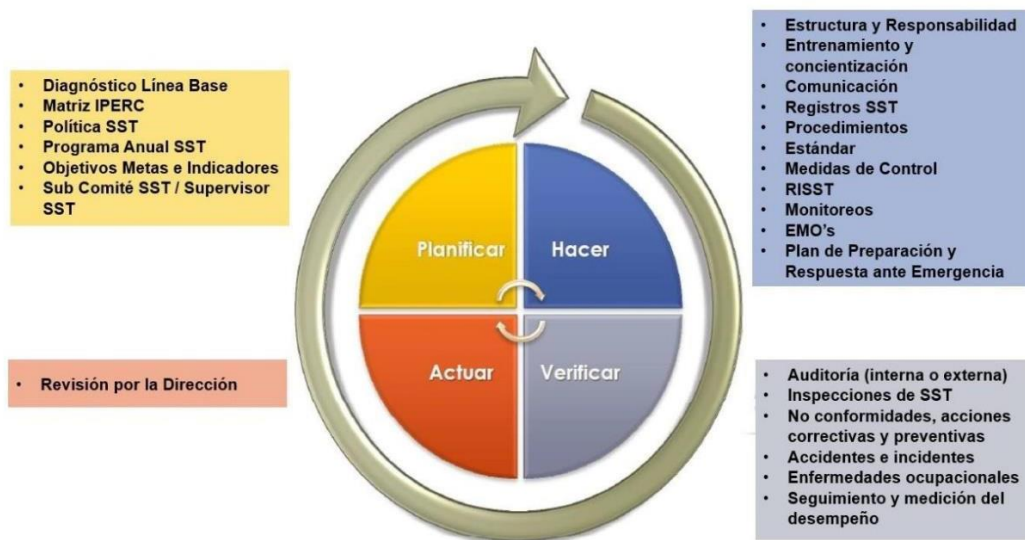 • Diagnóstico Línea Base
• Matriz IPERC
• Política SST
• Programa Anual SST
• Objetivos Metas e Indicadores
• Sub Comité SST / Supervisor
SST
• Estructura y Responsabilidad
• Entrenamiento y
concientización
• Comunicación
• Registros SST
• Procedimientos
• Estándar
• Medidas de Control
• RISST
• Monitoreos
• EMO's
• Plan de Preparación y
Respuesta ante Emergencia
Planificar
Hacer
Actuar
Verificar
• Revisión por la Dirección
• Auditoría (interna o externa)
• Inspecciones de SST
• No conformidades, acciones
correctivas y preventivas
• Accidentes e incidentes
• Enfermedades ocupacionales
• Seguimiento y medición del
desempeño